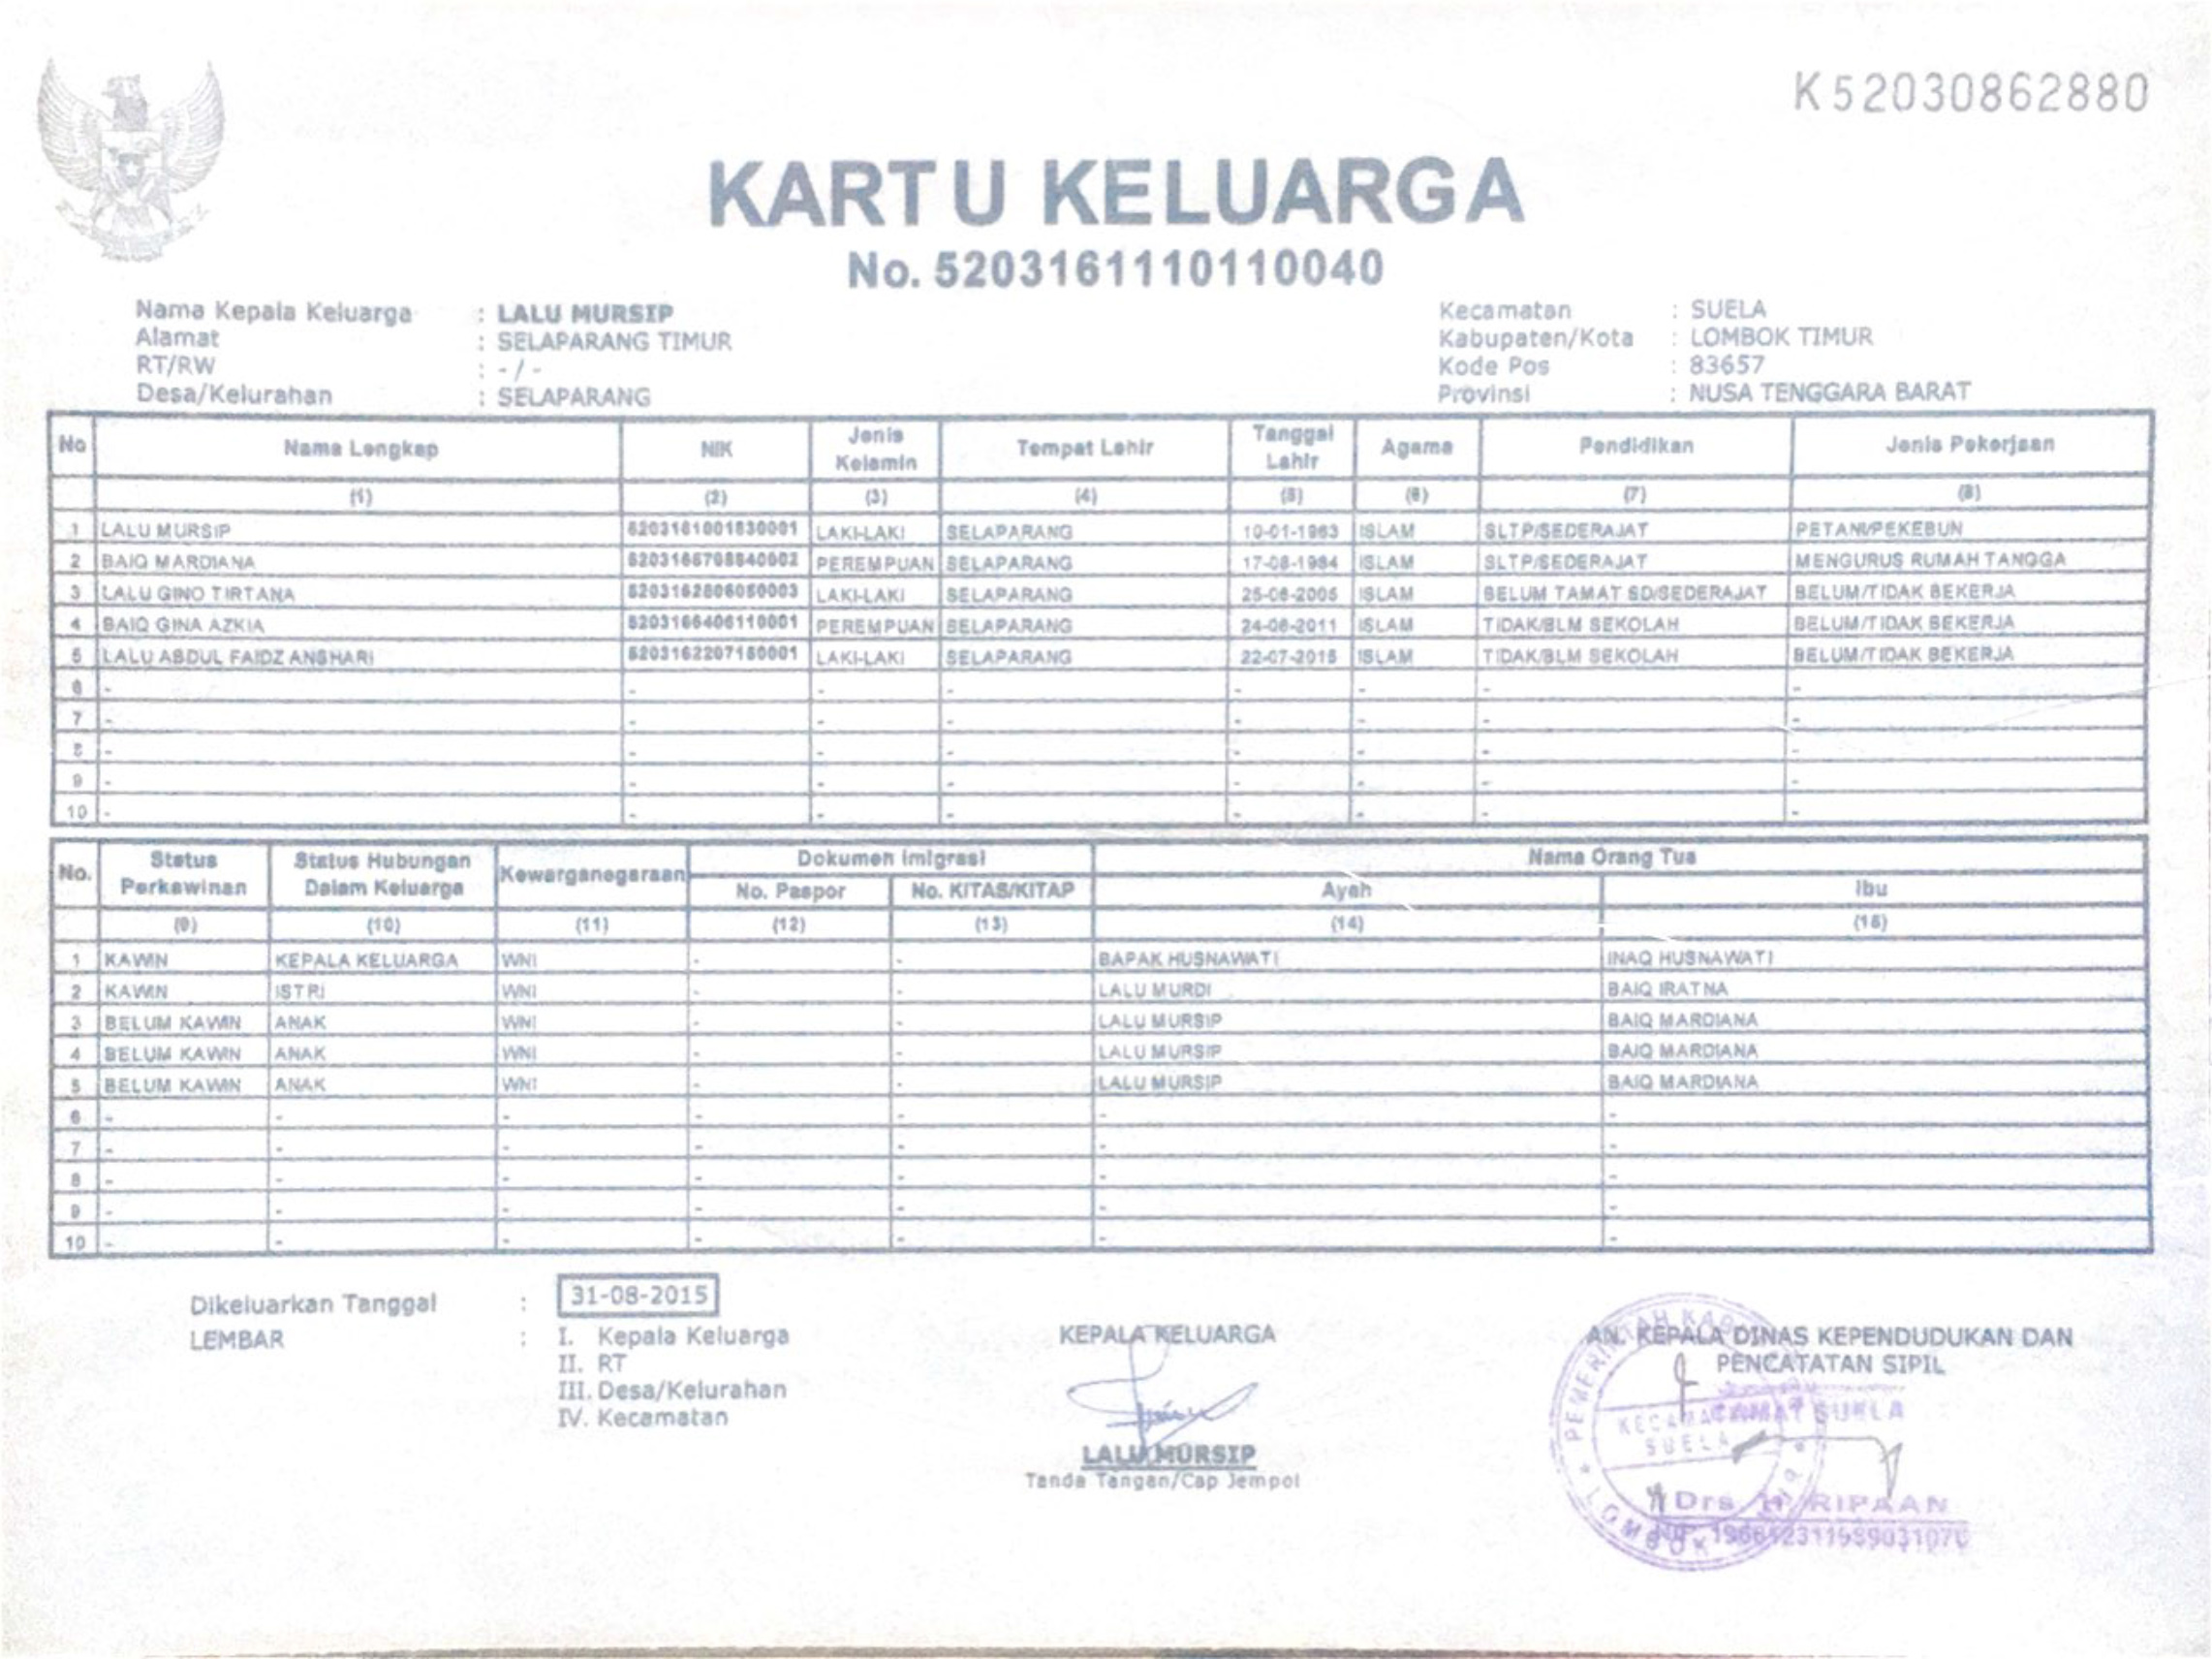 K52030862880
KARTU KELUARGA
No. 5203161110110040
Nama Kepala Keluarga : LALU MURSIP
Alamat : SELAPARANG TIMUR
RT/RW : - / -
Desa/Kelurahan : SELAPARANG
Kecamatan : SUELA
Kabupaten/Kota : LOMBOK TIMUR
Kode Pos : 83657
Provinsi : NUSA TENGGARA BARAT
No Nama Lengkap NIK Jenis Kelamin Tempat Lahir Tanggal Lahir Agama Pendidikan Jenis Pekerjaan
(1) (2) (3) (4) (5) (6) (7) (8)
1 LALU MURSIP LAKI-LAKI SELAPARANG 10-01-1963 ISLAM SLTP/SEDERAJAT PETANI/PEKEBUN
2 BAIQ MARDIANA PEREMPUAN SELAPARANG ISLAM SLTP/SEDERAJAT MENGURUS RUMAH TANGGA
3 LALU GINO TIRTANA LAKI-LAKI SELAPARANG ISLAM BELUM TAMAT SD/SEDERAJAT BELUM/TIDAK BEKERJA
4 BAIQ GINA AZKIA PEREMPUAN SELAPARANG 24-06-2011 ISLAM TIDAK/BLM SEKOLAH BELUM/TIDAK BEKERJA
5 LALU ABDUL FAIDZ ANSHARI 5203162207150001 LAKI-LAKI SELAPARANG 22-07-2015 ISLAM TIDAK/BLM SEKOLAH BELUM/TIDAK BEKERJA
6 - - - - - - - -
7 - - - - - - - -
8 - - - - - - - -
9 - - - - - - - -
10 - - - - - - - -
No. Status Perkawinan Status Hubungan Dalam Keluarga Kewarganegaraan Dokumen Imigrasi Nama Orang Tua
No. Paspor No. KITAS/KITAP Ayah Ibu
(9) (10) (11) (12) (13) (14) (15)
1 KAWIN KEPALA KELUARGA WNI - - BAPAK HUSNAWATI INAQ HUSNAWATI
2 KAWIN ISTRI WNI - - LALU MURDI BAIQ IRATNA
3 BELUM KAWIN ANAK WNI - - LALU MURSIP BAIQ MARDIANA
4 BELUM KAWIN ANAK WNI - - LALU MURSIP BAIQ MARDIANA
5 BELUM KAWIN ANAK WNI - - LALU MURSIP BAIQ MARDIANA
6 - - - - - - -
7 - - - - - - -
8 - - - - - - -
9 - - - - - - -
10 - - - - - - -
Dikeluarkan Tanggal : 31-08-2015
LEMBAR : I. Kepala Keluarga
II. RT
III. Desa/Kelurahan
IV. Kecamatan
KEPALA KELUARGA
LALU MURSIP
Tanda Tangan/Cap Jempol
AN. KEPALA DINAS KEPENDUDUKAN DAN
PENCATATAN SIPIL
CAMAT SUELA
KECAMATAN
SUELA
PEMERINTAH
LOMBOK TIMUR
Drs. RIPAAN